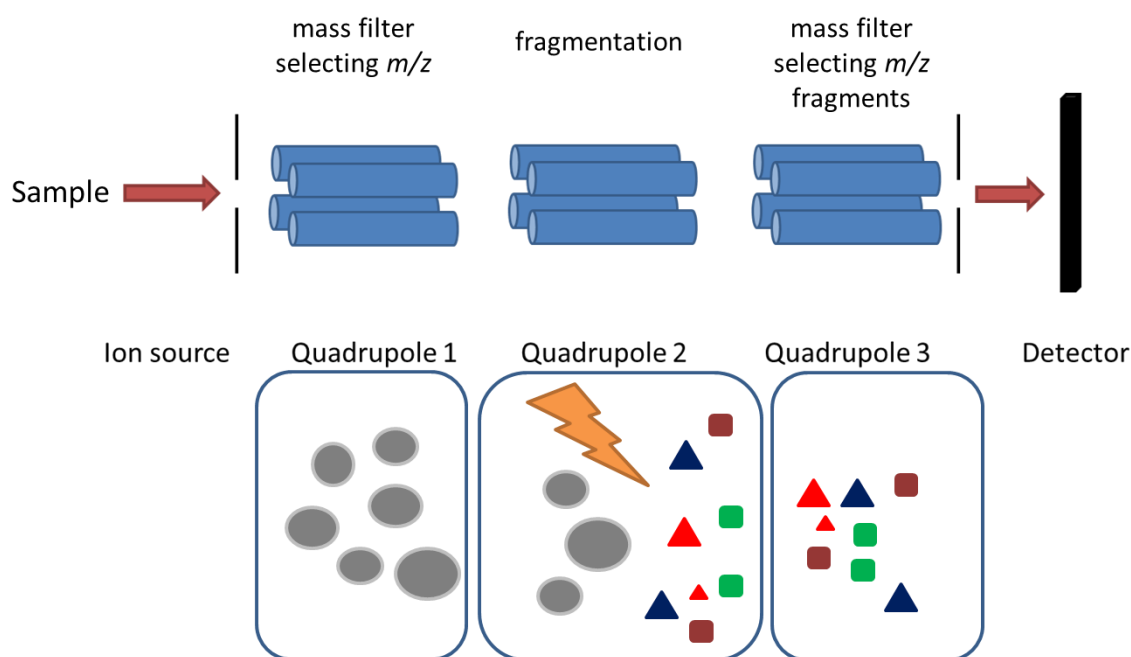 mass filter
selecting m/z
fragmentation
mass filter
selecting m/z
fragments
Sample
Ion source
Quadrupole 1
Quadrupole 2
Quadrupole 3
Detector